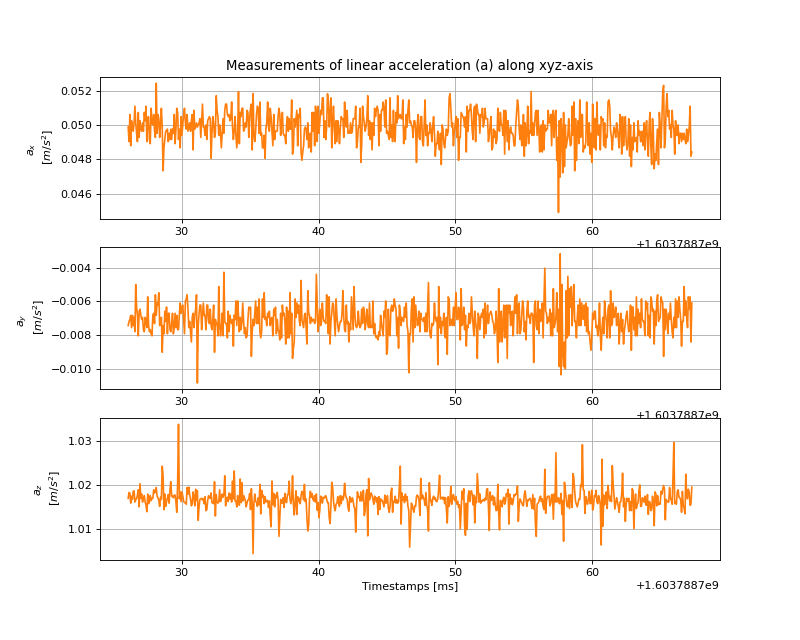 Measurements of linear acceleration (a) along xyz-axis
0.052
0.050
0.048
0.046
aₓ
[m/s²]
30 40 50 60
+1.6037887e9
−0.004
−0.006
−0.008
−0.010
a_y
[m/s²]
30 40 50 60
+1.6037887e9
1.03
1.02
1.01
a_z
[m/s²]
30 40 50 60
Timestamps [ms]
+1.6037887e9